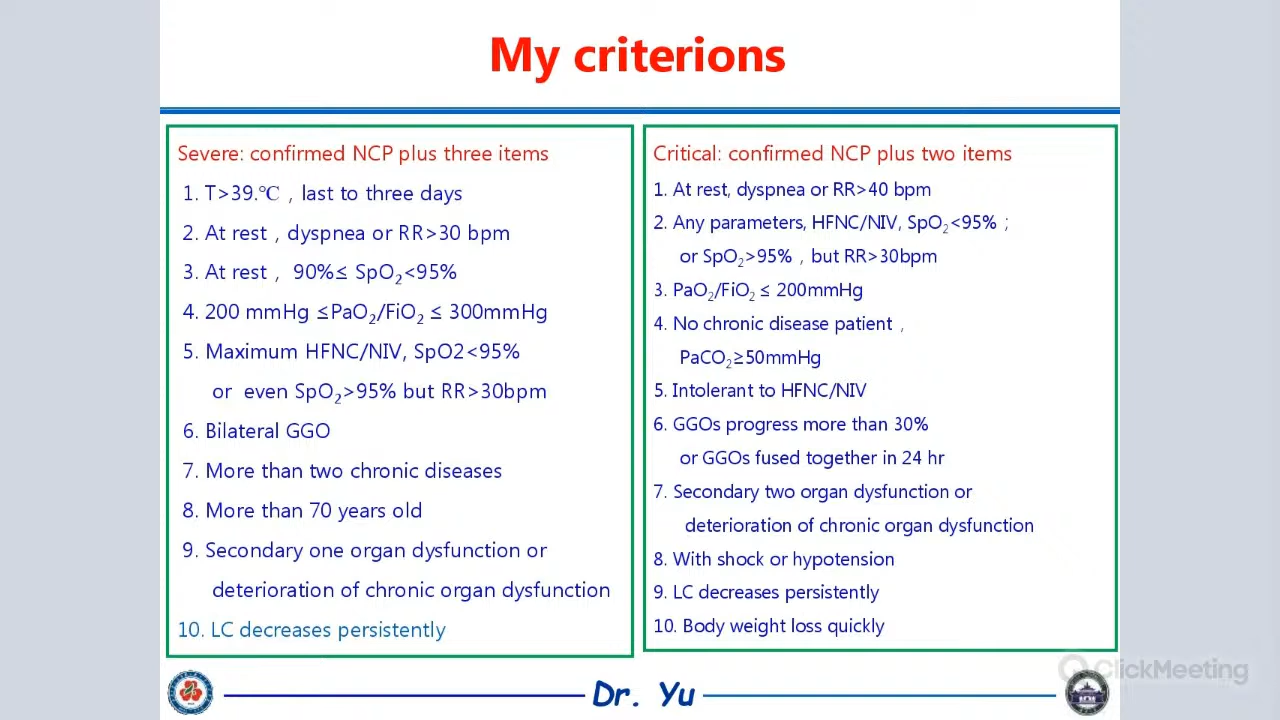 My criterions
Severe: confirmed NCP plus three items
1. T>39.℃，last to three days
2. At rest，dyspnea or RR>30 bpm
3. At rest， 90%≤ SpO₂<95%
4. 200 mmHg ≤PaO₂/FiO₂ ≤ 300mmHg
5. Maximum HFNC/NIV, SpO2<95%
or even SpO₂>95% but RR>30bpm
6. Bilateral GGO
7. More than two chronic diseases
8. More than 70 years old
9. Secondary one organ dysfunction or
deterioration of chronic organ dysfunction
10. LC decreases persistently
Critical: confirmed NCP plus two items
1. At rest, dyspnea or RR>40 bpm
2. Any parameters, HFNC/NIV, SpO₂<95%；
or SpO₂>95%，but RR>30bpm
3. PaO₂/FiO₂ ≤ 200mmHg
4. No chronic disease patient，
PaCO₂≥50mmHg
5. Intolerant to HFNC/NIV
6. GGOs progress more than 30%
or GGOs fused together in 24 hr
7. Secondary two organ dysfunction or
deterioration of chronic organ dysfunction
8. With shock or hypotension
9. LC decreases persistently
10. Body weight loss quickly
Dr. Yu
ClickMeeting